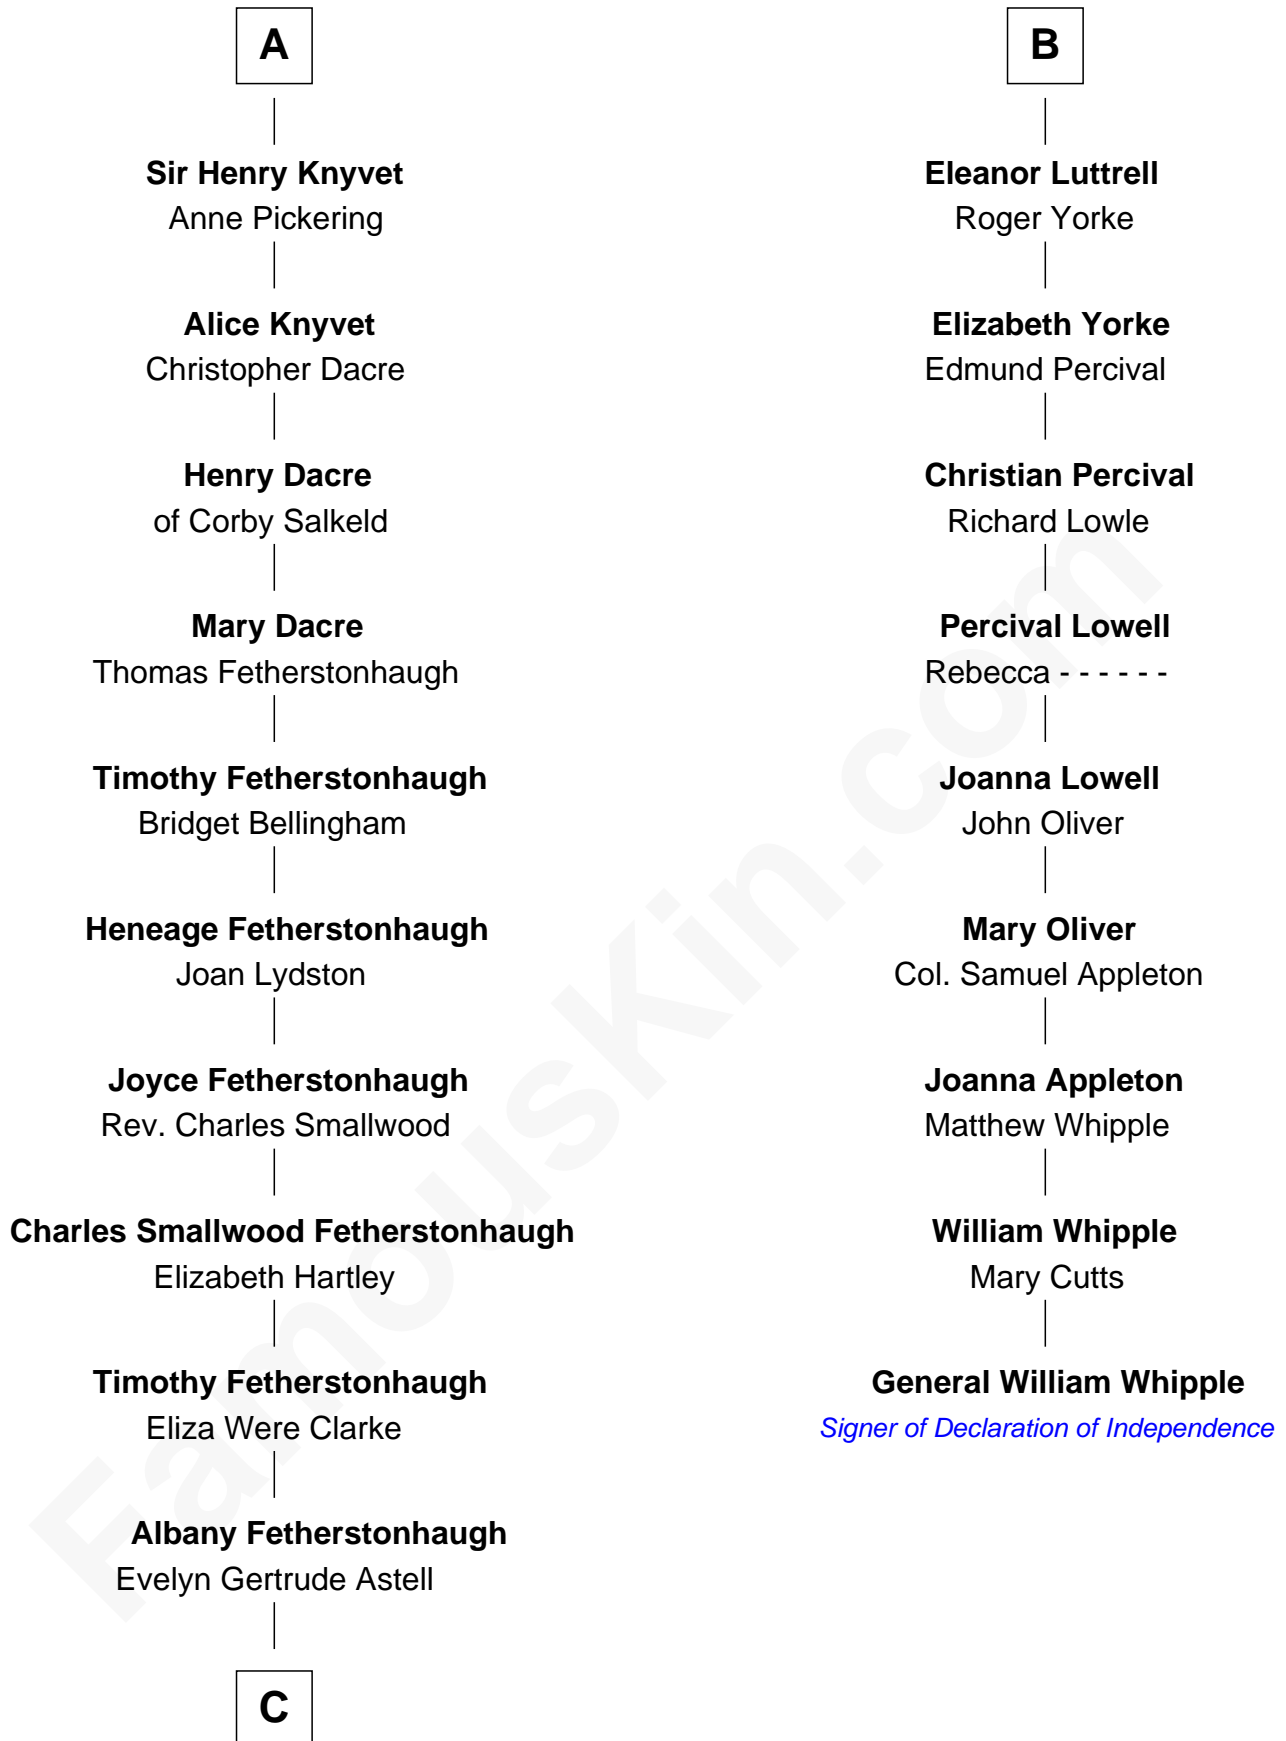 A
Sir Henry Knyvet
Anne Pickering
Alice Knyvet
Christopher Dacre
Henry Dacre
of Corby Salkeld
Mary Dacre
Thomas Fetherstonhaugh
Timothy Fetherstonhaugh
Bridget Bellingham
Heneage Fetherstonhaugh
Joan Lydston
Joyce Fetherstonhaugh
Rev. Charles Smallwood
Charles Smallwood Fetherstonhaugh
Elizabeth Hartley
Timothy Fetherstonhaugh
Eliza Were Clarke
Albany Fetherstonhaugh
Evelyn Gertrude Astell
C
B
Eleanor Luttrell
Roger Yorke
Elizabeth Yorke
Edmund Percival
Christian Percival
Richard Lowle
Percival Lowell
Rebecca - - - - - -
Joanna Lowell
John Oliver
Mary Oliver
Col. Samuel Appleton
Joanna Appleton
Matthew Whipple
William Whipple
Mary Cutts
General William Whipple
Signer of Declaration of Independence
FamousKin.com